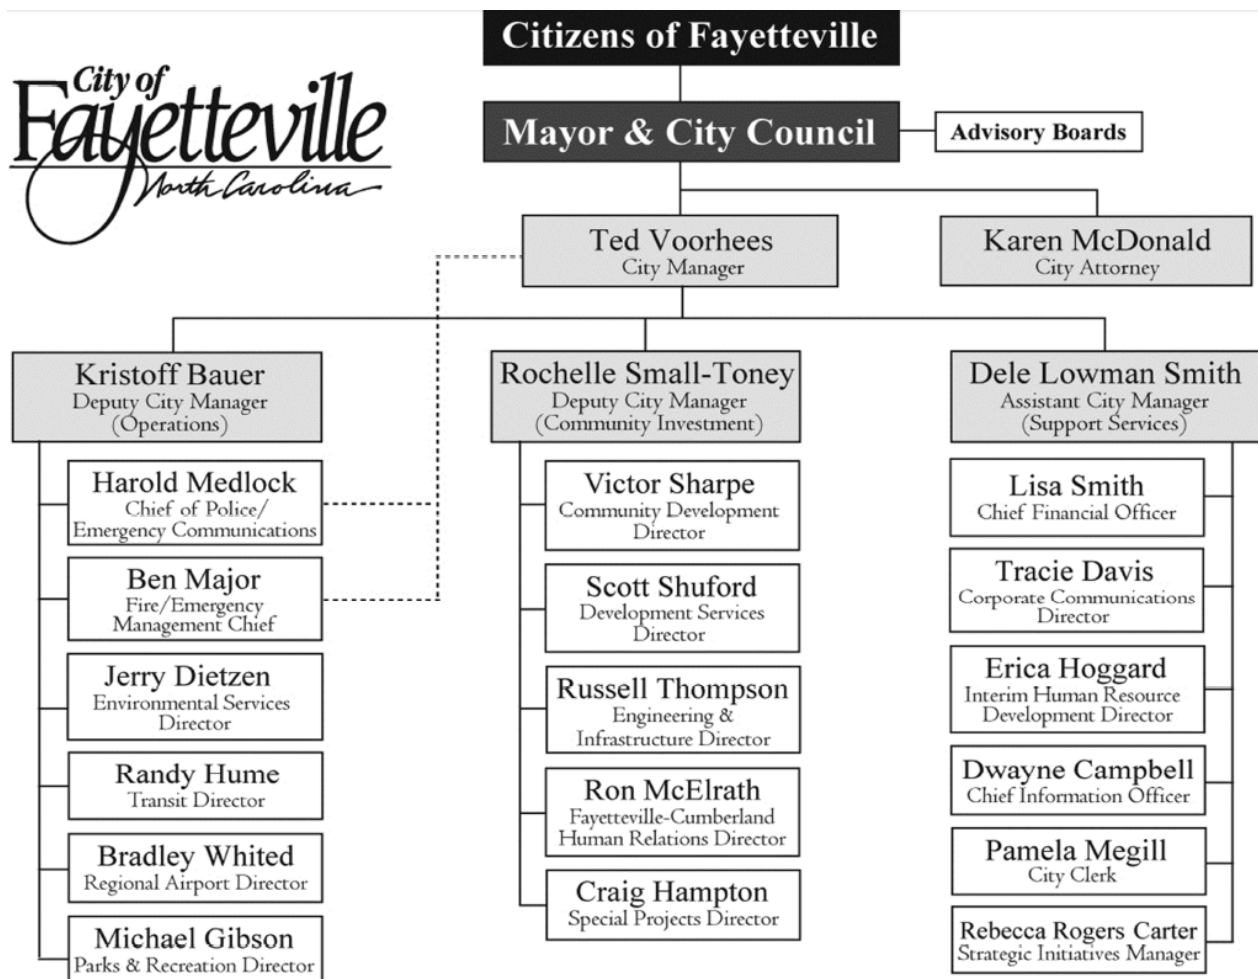 Citizens of Fayetteville
City of
Fayetteville
North Carolina
Mayor & City Council
Advisory Boards
Ted Voorhees
City Manager
Karen McDonald
City Attorney
Kristoff Bauer
Deputy City Manager
(Operations)
Harold Medlock
Chief of Police/
Emergency Communications
Ben Major
Fire/Emergency
Management Chief
Jerry Dietzen
Environmental Services
Director
Randy Hume
Transit Director
Bradley Whited
Regional Airport Director
Michael Gibson
Parks & Recreation Director
Rochelle Small-Toney
Deputy City Manager
(Community Investment)
Victor Sharpe
Community Development
Director
Scott Shuford
Development Services
Director
Russell Thompson
Engineering &
Infrastructure Director
Ron McElrath
Fayetteville-Cumberland
Human Relations Director
Craig Hampton
Special Projects Director
Dele Lowman Smith
Assistant City Manager
(Support Services)
Lisa Smith
Chief Financial Officer
Tracie Davis
Corporate Communications
Director
Erica Hoggard
Interim Human Resource
Development Director
Dwayne Campbell
Chief Information Officer
Pamela Megill
City Clerk
Rebecca Rogers Carter
Strategic Initiatives Manager